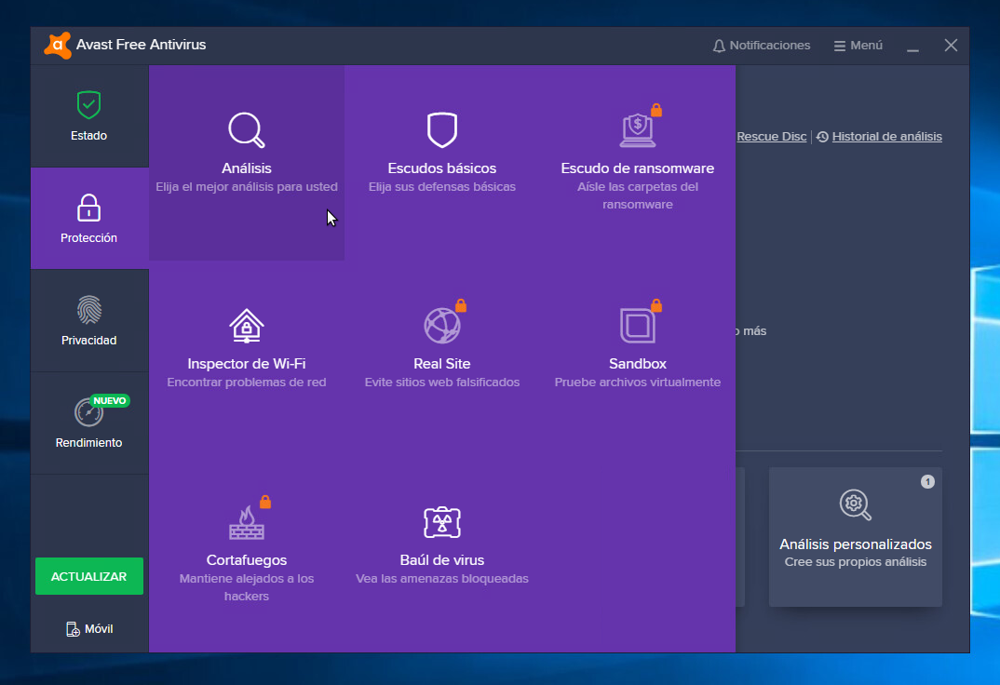 Avast Free Antivirus
Notificaciones
Menú
Estado
Protección
Privacidad
NUEVO
Rendimiento
ACTUALIZAR
Móvil
Análisis
Elija el mejor análisis para usted
Escudos básicos
Elija sus defensas básicas
Escudo de ransomware
Aísle las carpetas del
ransomware
Inspector de Wi-Fi
Encontrar problemas de red
Real Site
Evite sitios web falsificados
Sandbox
Pruebe archivos virtualmente
Cortafuegos
Mantiene alejados a los
hackers
Baúl de virus
Vea las amenazas bloqueadas
Rescue Disc
Historial de análisis
o más
1
Análisis personalizados
Cree sus propios análisis